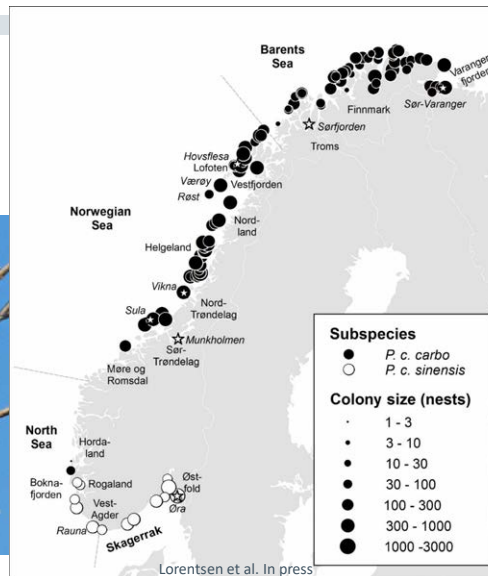 Barents
Sea
Varanger-
fjorden
Finnmark
Sør-Varanger
Sørfjorden
Troms
Hovsflesa
Lofoten
Værøy
Vestfjorden
Røst
Norwegian
Sea
Nord-
land
Helgeland
Vikna
Nord-
Trøndelag
Sula
Munkholmen
Sør-
Trøndelag
Møre og
Romsdal
North
Sea
Horda-
land
Bokna-
fjorden
Rogaland
Vest-
Agder
Rauna
Skagerrak
Øst-
fold
Øra
Subspecies
P. c. carbo
P. c. sinensis
Colony size (nests)
1 - 3
3 - 10
10 - 30
30 - 100
100 - 300
300 - 1000
1000 -3000
Lorentsen et al. In press